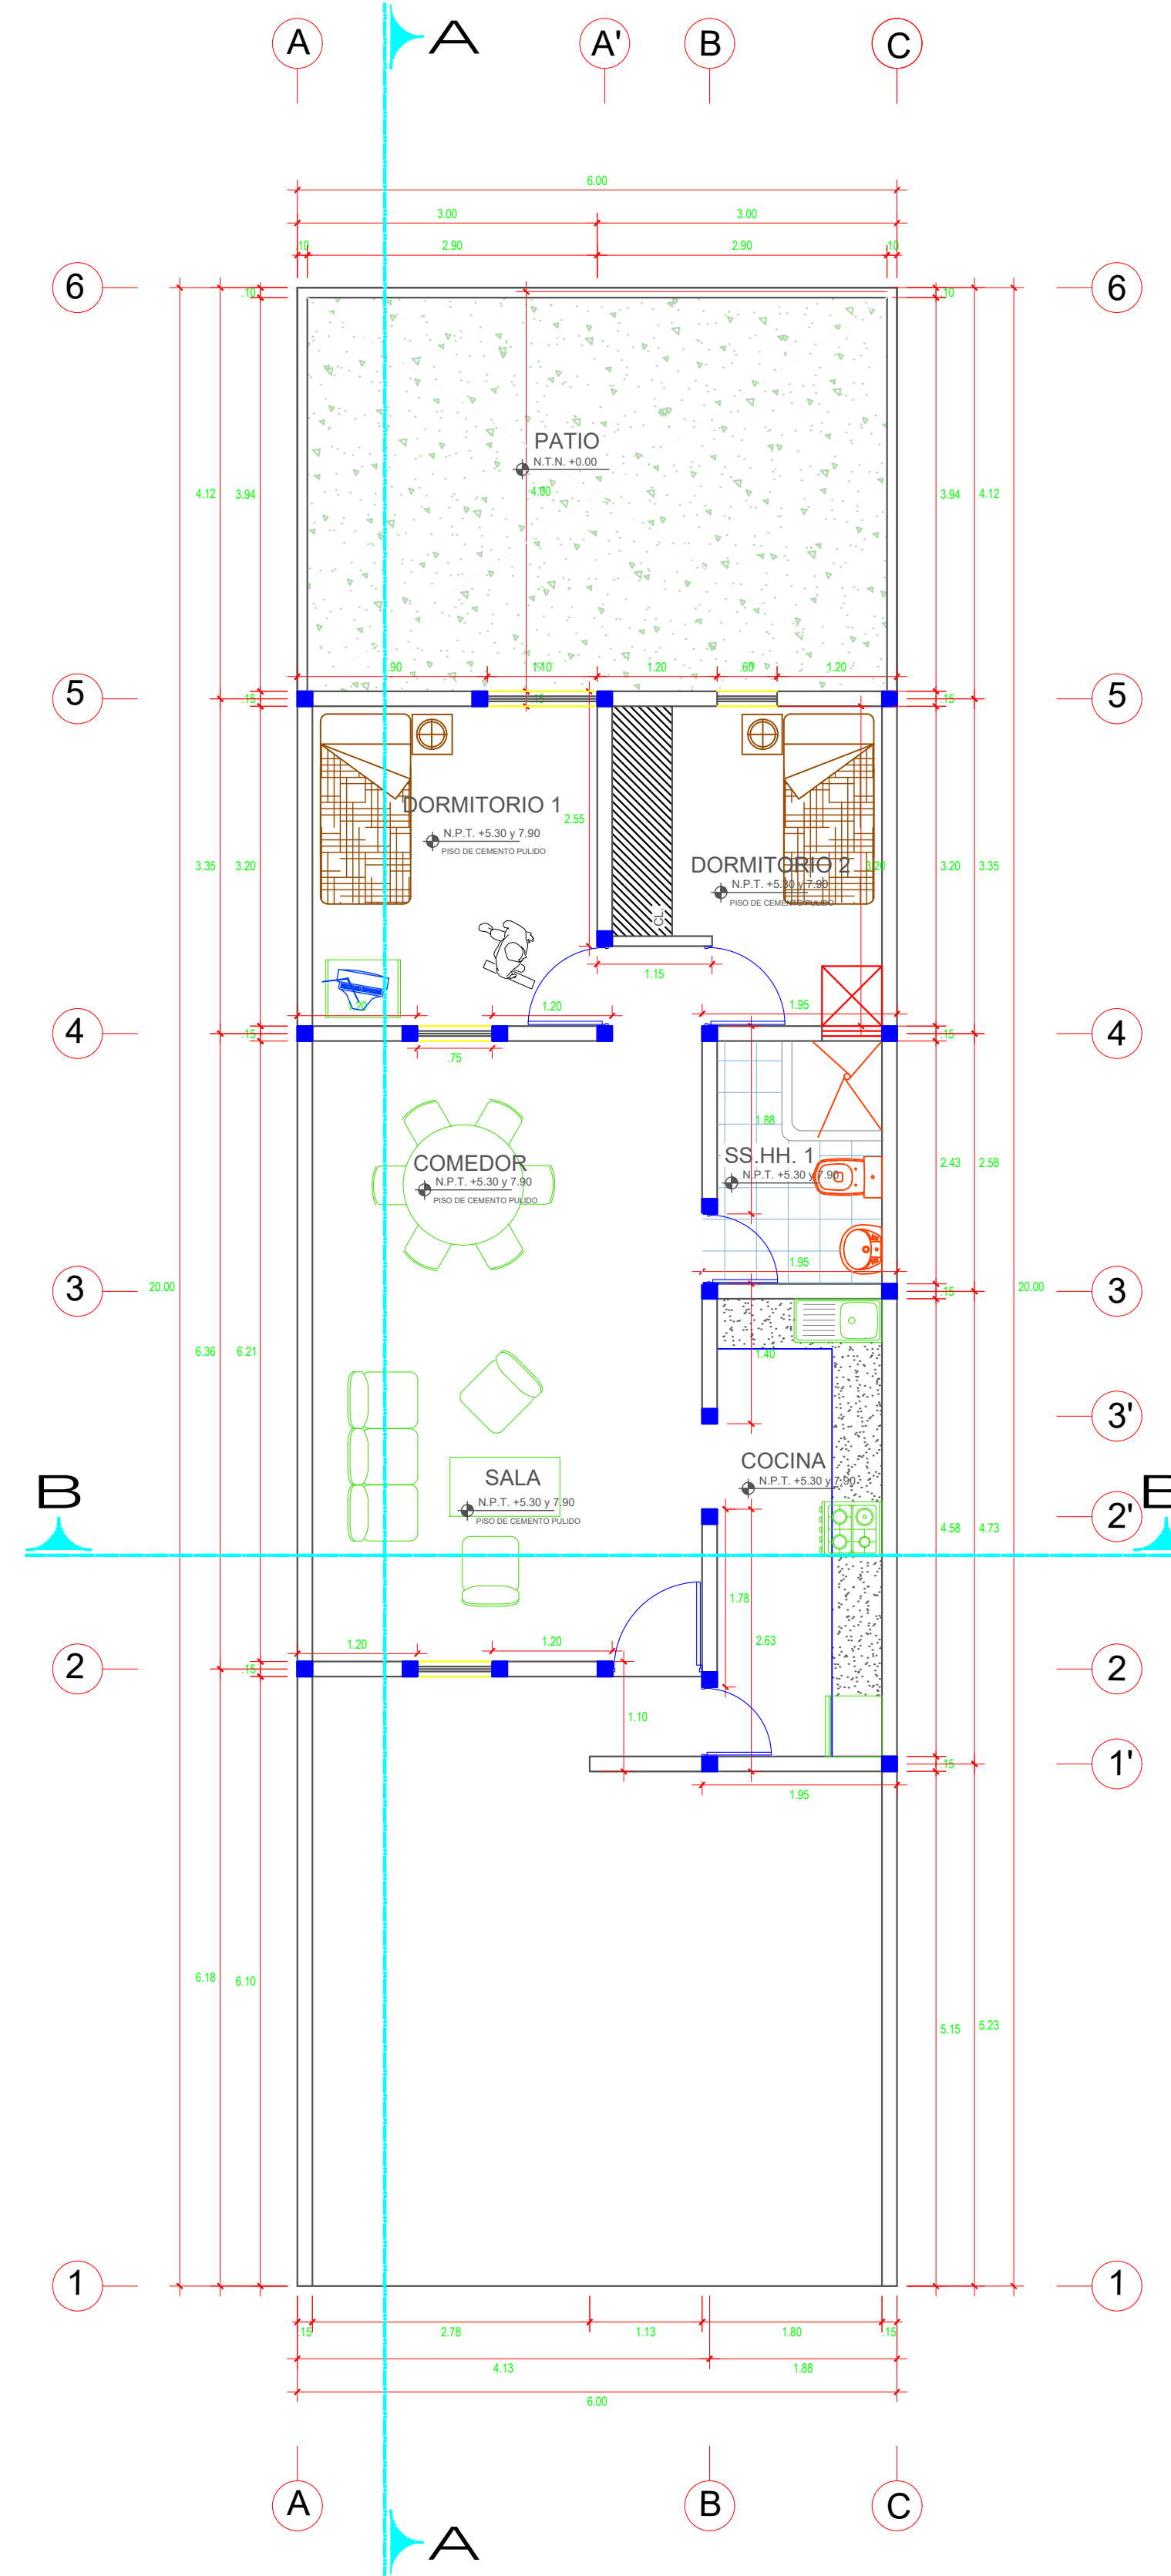 A A A' B C
6.00
3.00 3.00
.10 2.90 2.90 .10
6 6
.10 .10
PATIO
N.T.N. +0.00
4.00
4.12 3.94 3.94 4.12
.90 1.10 1.20 .60 1.20
5 .15 .15 .15 5
DORMITORIO 1
N.P.T. +5.30 y 7.90
PISO DE CEMENTO PULIDO
2.55
DORMITORIO 2
N.P.T. +5.30 y 7.90
PISO DE CEMENTO PULIDO
3.35 3.20 3.20 3.20 3.35
CL.
1.15
1.20 1.20 1.95
4 .15 .15 4
.75
1.88
COMEDOR
N.P.T. +5.30 y 7.90
PISO DE CEMENTO PULIDO
SS.HH. 1
N.P.T. +5.30 y 7.90
2.43 2.58
1.95
3 20.00 .15 20.00 3
6.36 6.21 1.40
3'
COCINA
N.P.T. +5.30 y 7.90
SALA
N.P.T. +5.30 y 7.90
PISO DE CEMENTO PULIDO
B
2'
4.58 4.73
1.78
2.63
1.20 1.20
2 .15 2
1.10
1'
.15
1.95
6.18 6.10
5.15 5.23
1 1
.15 2.78 1.13 1.80 .15
4.13 1.88
6.00
A B C
A